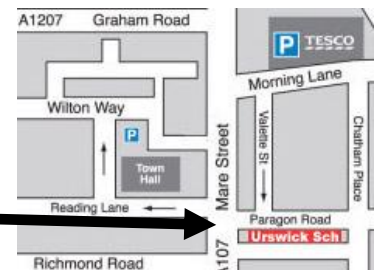 A1207 Graham Road
P TESCO
Morning Lane
Wilton Way
P
Town
Hall
Mare Street
Valette St
Chatham Place
Reading Lane
Paragon Road
Urswick Sch
Richmond Road